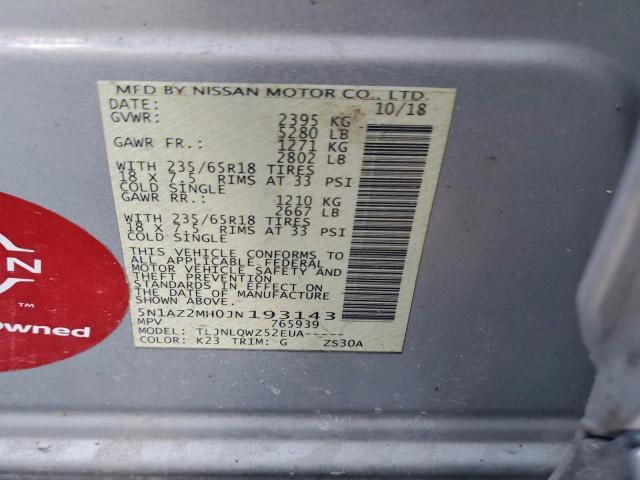 MFD BY NISSAN MOTOR CO., LTD.
DATE: 10/18
GVWR: 2395 KG
5280 LB
GAWR FR.: 1271 KG
2802 LB
WITH 235/65R18 TIRES
18 X 7.5 RIMS AT 33 PSI
COLD SINGLE
GAWR RR.: 1210 KG
2667 LB
WITH 235/65R18 TIRES
18 X 7.5 RIMS AT 33 PSI
COLD SINGLE
THIS VEHICLE CONFORMS TO
ALL APPLICABLE FEDERAL
MOTOR VEHICLE SAFETY AND
THEFT PREVENTION
STANDARDS IN EFFECT ON
THE DATE OF MANUFACTURE
SHOWN ABOVE.
5N1AZ2MH0JN193143
MPV 765939
MODEL: TLJNLQWZ52EUA-----
COLOR: K23 TRIM: G ZS30A
owned